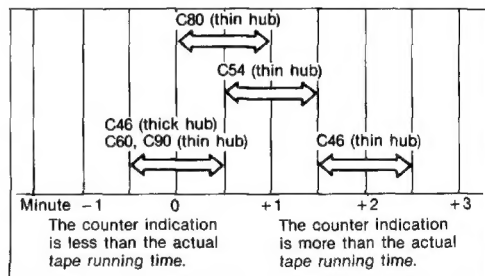 C80 (thin hub)
C54 (thin hub)
C46 (thick hub)
C60, C90 (thin hub)
C46 (thin hub)
Minute −1 0 +1 +2 +3
The counter indication
is less than the actual
tape running time.
The counter indication
is more than the actual
tape running time.